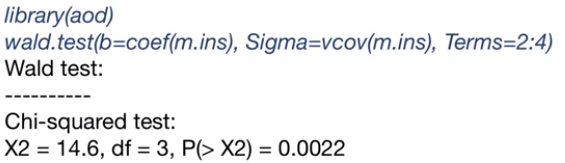 library(aod)
wald.test(b=coef(m.ins), Sigma=vcov(m.ins), Terms=2:4)
Wald test:
----------
Chi-squared test:
X2 = 14.6, df = 3, P(> X2) = 0.0022